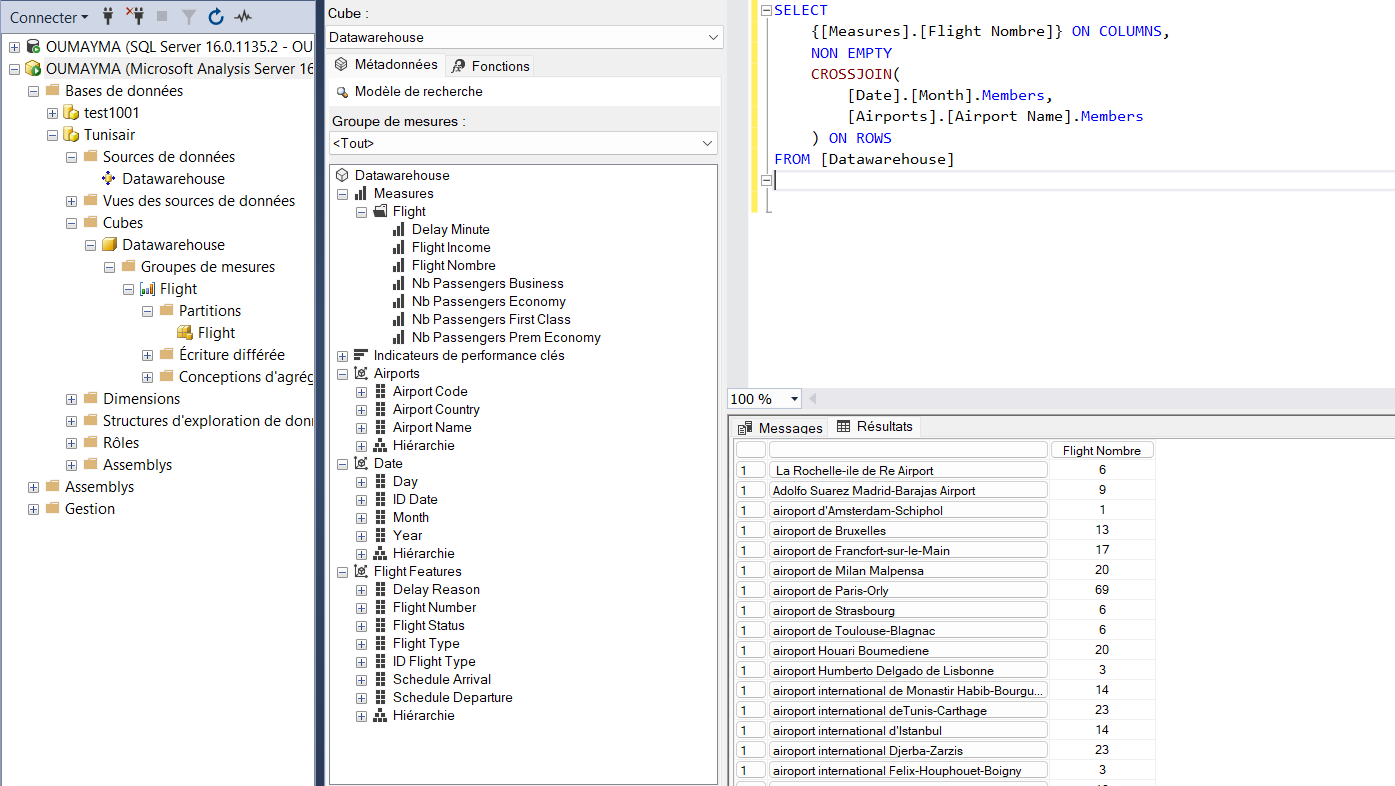 Connecter
OUMAYMA (SQL Server 16.0.1135.2 - OU
OUMAYMA (Microsoft Analysis Server 16
Bases de données
test1001
Tunisair
Sources de données
Datawarehouse
Vues des sources de données
Cubes
Datawarehouse
Groupes de mesures
Flight
Partitions
Flight
Écriture différée
Conceptions d'agrég
Dimensions
Structures d'exploration de donn
Rôles
Assemblys
Assemblys
Gestion
Cube :
Datawarehouse
Métadonnées
Fonctions
Modèle de recherche
Groupe de mesures :
<Tout>
Datawarehouse
Measures
Flight
Delay Minute
Flight Income
Flight Nombre
Nb Passengers Business
Nb Passengers Economy
Nb Passengers First Class
Nb Passengers Prem Economy
Indicateurs de performance clés
Airports
Airport Code
Airport Country
Airport Name
Hiérarchie
Date
Day
ID Date
Month
Year
Hiérarchie
Flight Features
Delay Reason
Flight Number
Flight Status
Flight Type
ID Flight Type
Schedule Arrival
Schedule Departure
Hiérarchie
SELECT
{[Measures].[Flight Nombre]} ON COLUMNS,
NON EMPTY
CROSSJOIN(
[Date].[Month].Members,
[Airports].[Airport Name].Members
) ON ROWS
FROM [Datawarehouse]
100 %
Messages
Résultats
Flight Nombre
1 La Rochelle-ile de Re Airport 6
1 Adolfo Suarez Madrid-Barajas Airport 9
1 airoport d'Amsterdam-Schiphol 1
1 airoport de Bruxelles 13
1 airoport de Francfort-sur-le-Main 17
1 airoport de Milan Malpensa 20
1 airoport de Paris-Orly 69
1 airoport de Strasbourg 6
1 airoport de Toulouse-Blagnac 6
1 airoport Houari Boumediene 20
1 airoport Humberto Delgado de Lisbonne 3
1 airoport international de Monastir Habib-Bourgu... 14
1 airoport international deTunis-Carthage 23
1 airoport international d'Istanbul 14
1 airoport international Djerba-Zarzis 23
1 airoport international Felix-Houphouet-Boigny 3